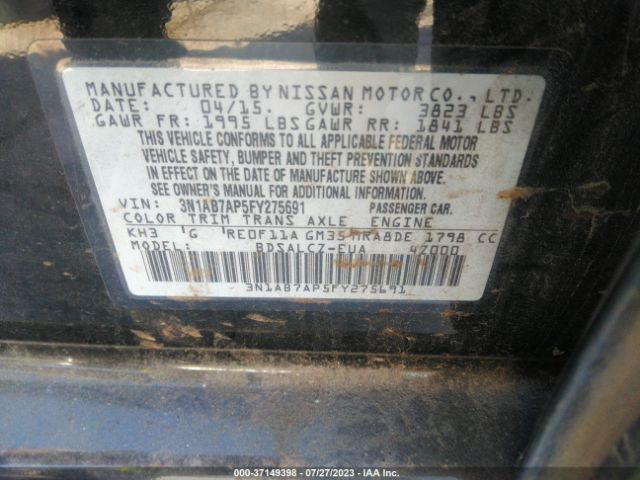 MANUFACTURED BY NISSAN MOTOR CO., LTD.
DATE 04/15. GVWR: 3823 LBS
GAWR FR: 1995 LBS GAWR RR: 1841 LBS
THIS VEHICLE CONFORMS TO ALL APPLICABLE FEDERAL MOTOR
VEHICLE SAFETY, BUMPER AND THEFT PREVENTION STANDARDS
IN EFFECT ON THE DATE OF MANUFACTURE SHOWN ABOVE.
SEE OWNER'S MANUAL FOR ADDITIONAL INFORMATION.
VIN: 3N1AB7AP5FY275691 PASSENGER CAR.
COLOR TRIM TRANS AXLE ENGINE
KH3 G RE0F11A GM35 MRA8DE 1798 CC
MODEL: BDSALCZ-EUA 47000
3N1AB7AP5FY275691
000-37149398 - 07/27/2023 - IAA Inc.